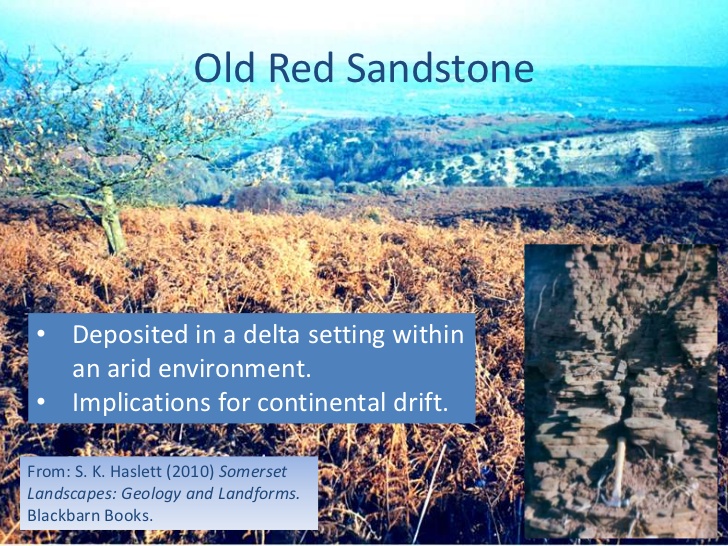 Old Red Sandstone
• Deposited in a delta setting within
an arid environment.
• Implications for continental drift.
From: S. K. Haslett (2010) Somerset
Landscapes: Geology and Landforms.
Blackbarn Books.